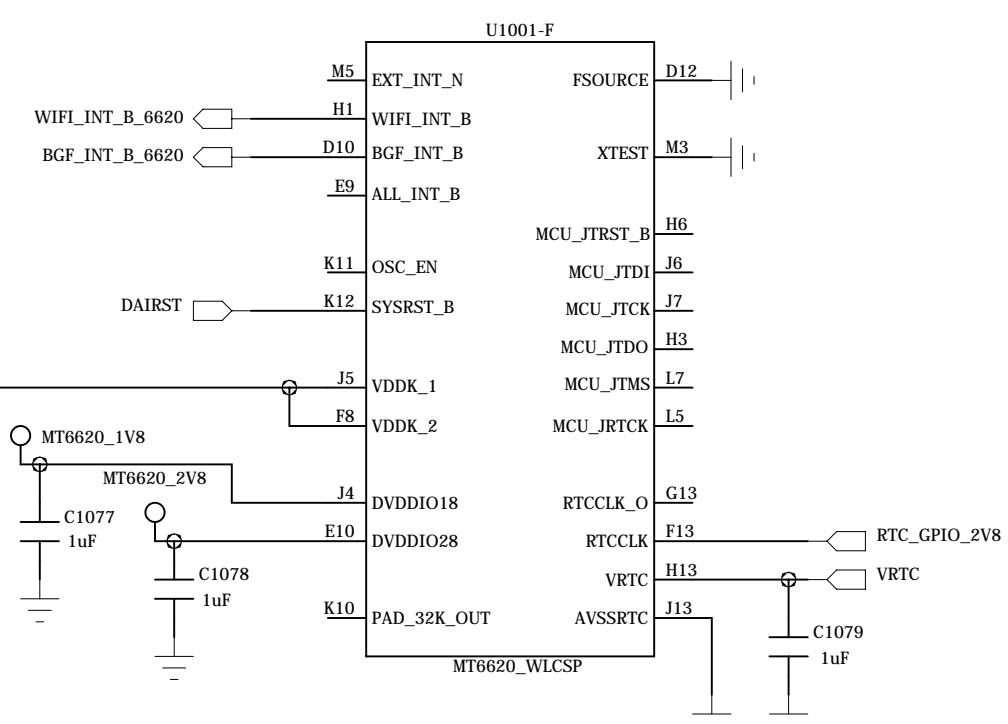 U1001-F
M5 EXT_INT_N FSOURCE D12
WIFI_INT_B_6620 H1 WIFI_INT_B
BGF_INT_B_6620 D10 BGF_INT_B XTEST M3
E9 ALL_INT_B
MCU_JTRST_B H6
K11 OSC_EN MCU_JTDI J6
DAIRST K12 SYSRST_B MCU_JTCK J7
MCU_JTDO H3
J5 VDDK_1 MCU_JTMS L7
F8 VDDK_2 MCU_JRTCK L5
MT6620_1V8
MT6620_2V8
J4 DVDDIO18 RTCCLK_O G13
C1077
1uF
E10 DVDDIO28 RTCCLK F13 RTC_GPIO_2V8
C1078
1uF
VRTC H13 VRTC
K10 PAD_32K_OUT AVSSRTC J13
C1079
1uF
MT6620_WLCSP